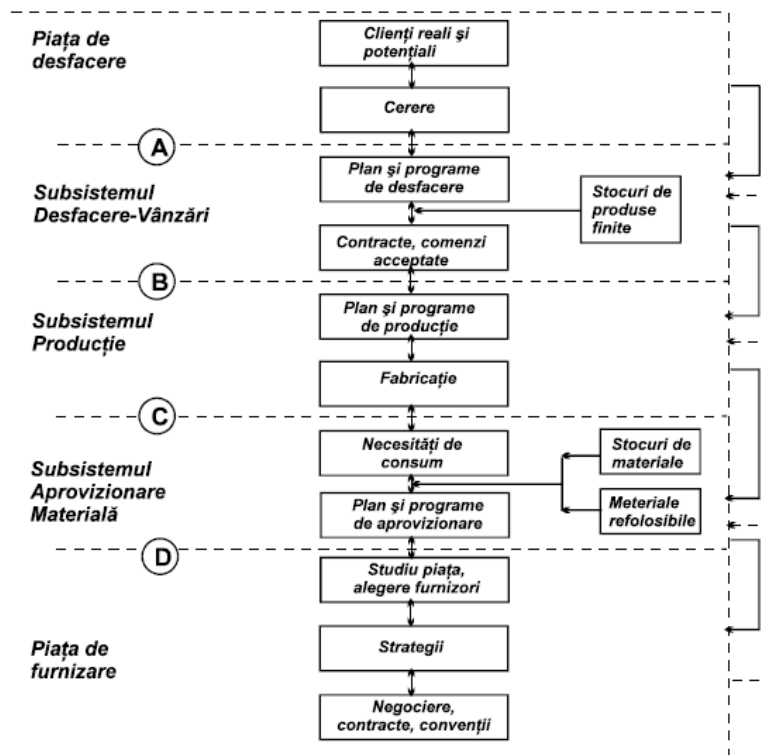 Piața de
desfacere
Clienți reali și
potențiali
Cerere
A
Subsistemul
Desfacere-Vânzări
Plan și programe
de desfacere
Stocuri de
produse
finite
Contracte, comenzi
acceptate
B
Subsistemul
Producție
Plan și programe
de producție
Fabricație
C
Subsistemul
Aprovizionare
Materială
Necesități de
consum
Stocuri de
materiale
Plan și programe
de aprovizionare
Meteriale
refolosibile
D
Studiu piața,
alegere furnizori
Piața de
furnizare
Strategii
Negociere,
contracte, convenții